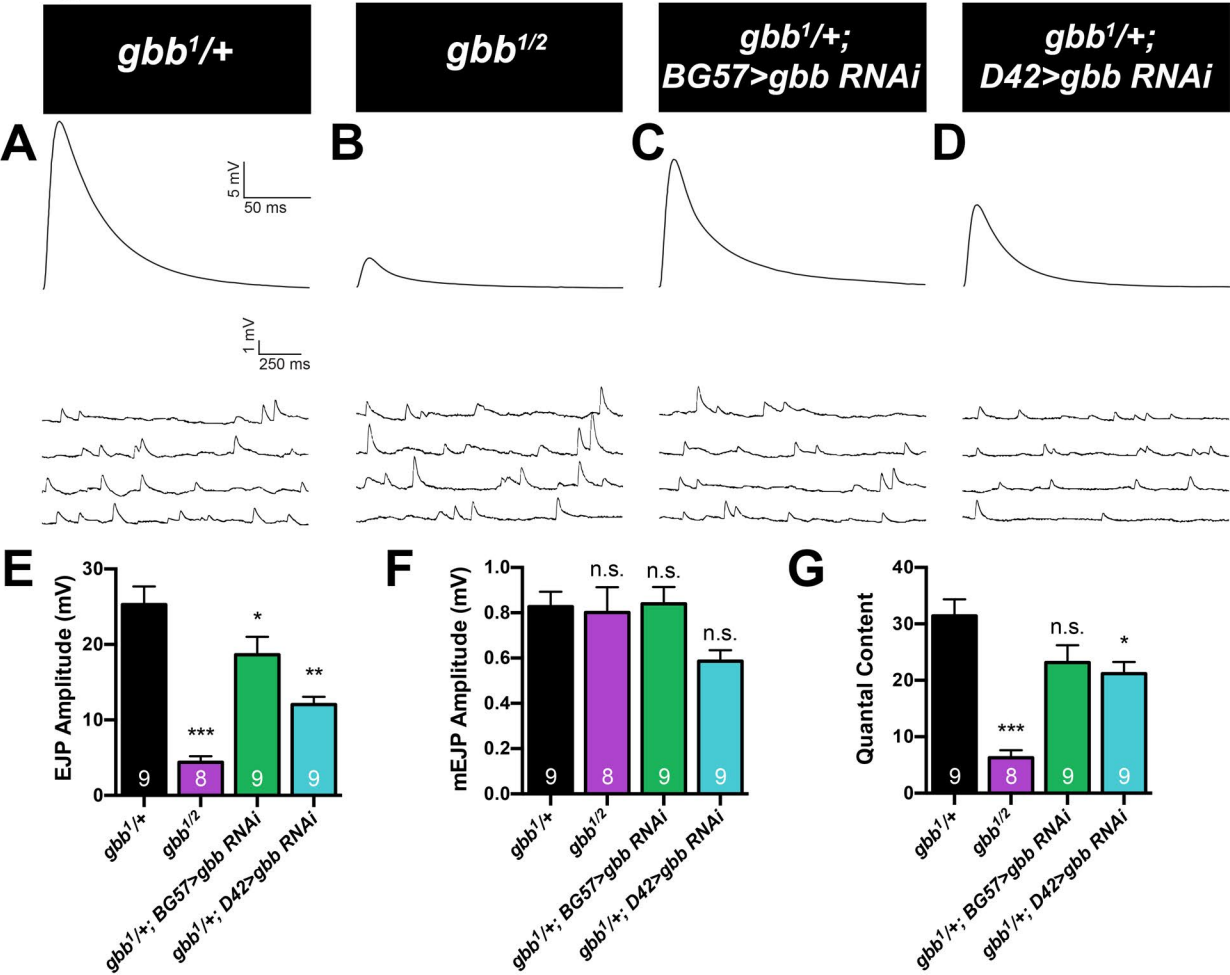 gbb1/+
gbb1/2
gbb1/+;
BG57>gbb RNAi
gbb1/+;
D42>gbb RNAi
A
5 mV
50 ms
B
C
D
1 mV
250 ms
E
EJP Amplitude (mV)
30
20
10
0
***
*
**
9
8
9
9
gbb1/+
gbb1/2
gbb1/+; BG57>gbb RNAi
gbb1/+; D42>gbb RNAi
F
mEJP Amplitude (mV)
1.0
0.8
0.6
0.4
0.2
0.0
n.s.
n.s.
n.s.
9
8
9
9
gbb1/+
gbb1/2
gbb1/+; BG57>gbb RNAi
gbb1/+; D42>gbb RNAi
G
Quantal Content
40
30
20
10
0
***
n.s.
*
9
8
9
9
gbb1/+
gbb1/2
gbb1/+; BG57>gbb RNAi
gbb1/+; D42>gbb RNAi